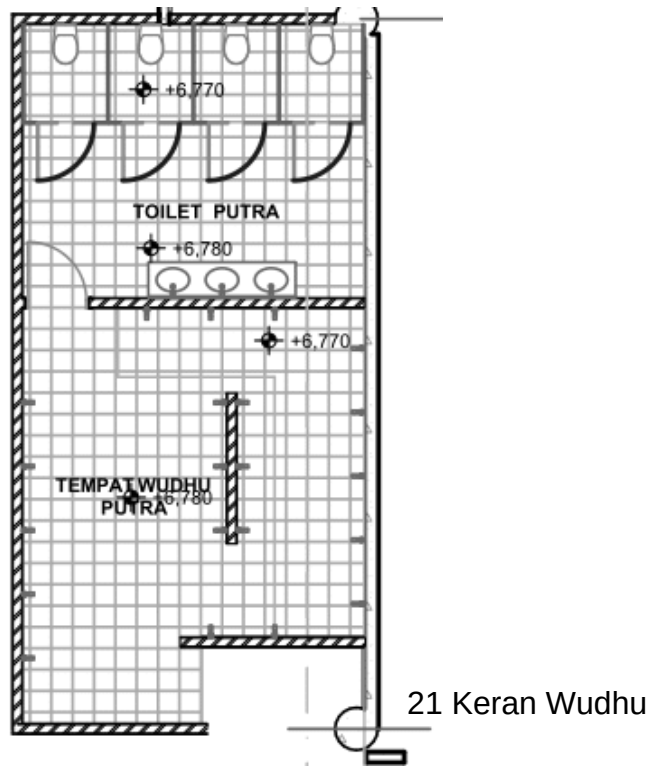 +6,770
TOILET PUTRA
+6,780
+6,770
TEMPAT WUDHU
+6,780
PUTRA
21 Keran Wudhu